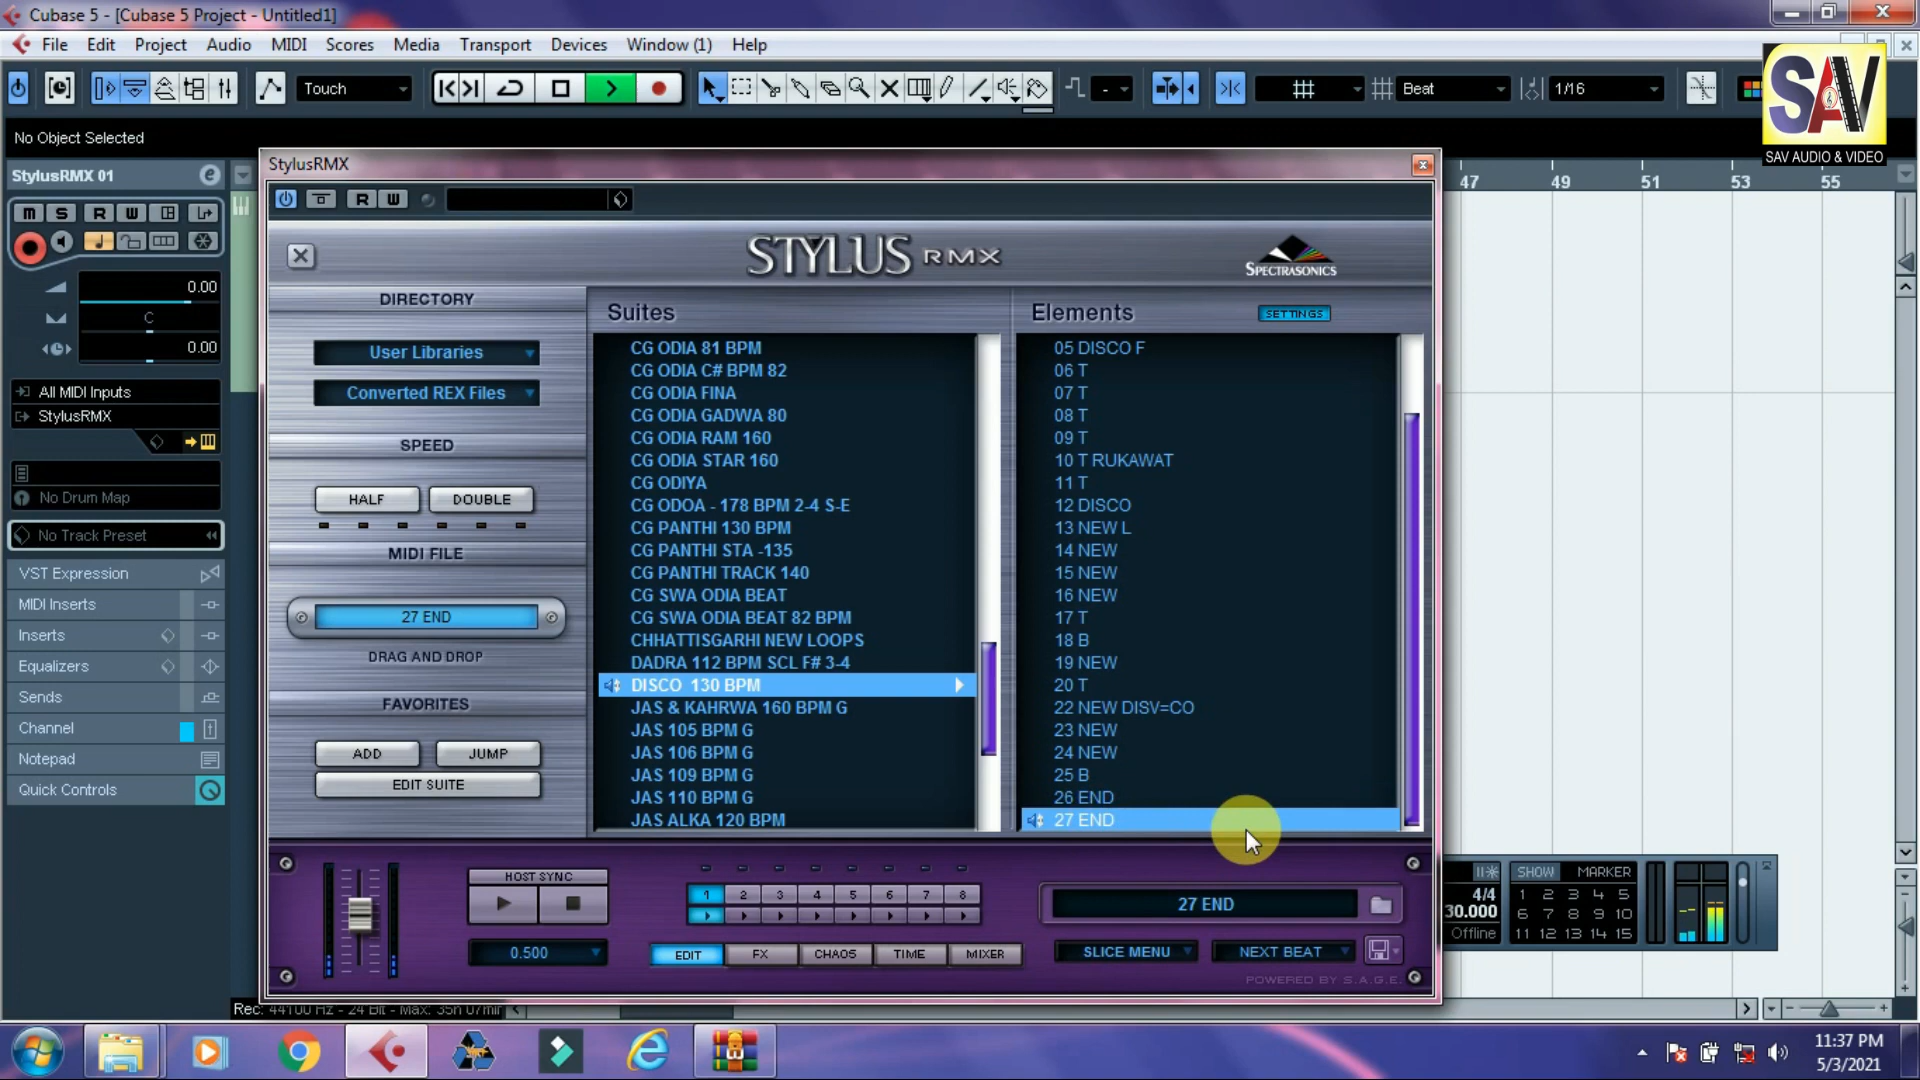 Cubase 5 - [Cubase 5 Project - Untitled1]
File Edit Project Audio MIDI Scores Media Transport Devices Window (1) Help
Touch
Beat
1/16
SAV
SAV AUDIO & VIDEO
No Object Selected
StylusRMX 01
M S R W
0.00
C
0.00
All MIDI Inputs
StylusRMX
No Drum Map
No Track Preset
VST Expression
MIDI Inserts
Inserts
Equalizers
Sends
Channel
Notepad
Quick Controls
47 49 51 53 55
StylusRMX
R W
STYLUS RMX
SPECTRASONICS
DIRECTORY
User Libraries
Converted REX Files
SPEED
HALF DOUBLE
MIDI FILE
27 END
DRAG AND DROP
FAVORITES
ADD JUMP
EDIT SUITE
Suites
CG ODIA 81 BPM
CG ODIA C# BPM 82
CG ODIA FINA
CG ODIA GADWA 80
CG ODIA RAM 160
CG ODIA STAR 160
CG ODIYA
CG ODOA - 178 BPM 2-4 S-E
CG PANTHI 130 BPM
CG PANTHI STA -135
CG PANTHI TRACK 140
CG SWA ODIA BEAT
CG SWA ODIA BEAT 82 BPM
CHHATTISGARHI NEW LOOPS
DADRA 112 BPM SCL F# 3-4
DISCO 130 BPM
JAS & KAHRWA 160 BPM G
JAS 105 BPM G
JAS 106 BPM G
JAS 109 BPM G
JAS 110 BPM G
JAS ALKA 120 BPM
Elements
SETTINGS
05 DISCO F
06 T
07 T
08 T
09 T
10 T RUKAWAT
11 T
12 DISCO
13 NEW L
14 NEW
15 NEW
16 NEW
17 T
18 B
19 NEW
20 T
22 NEW DISV=CO
23 NEW
24 NEW
25 B
26 END
27 END
HOST SYNC
0.500
1 2 3 4 5 6 7 8
EDIT FX CHAOS TIME MIXER
27 END
SLICE MENU NEXT BEAT
POWERED BY S.A.G.E.
4/4
30.000
Offline
SHOW MARKER
1 2 3 4 5
6 7 8 9 10
11 12 13 14 15
Rec: 44100 Hz - 24 Bit - Max: 35h 07min
11:37 PM
5/3/2021